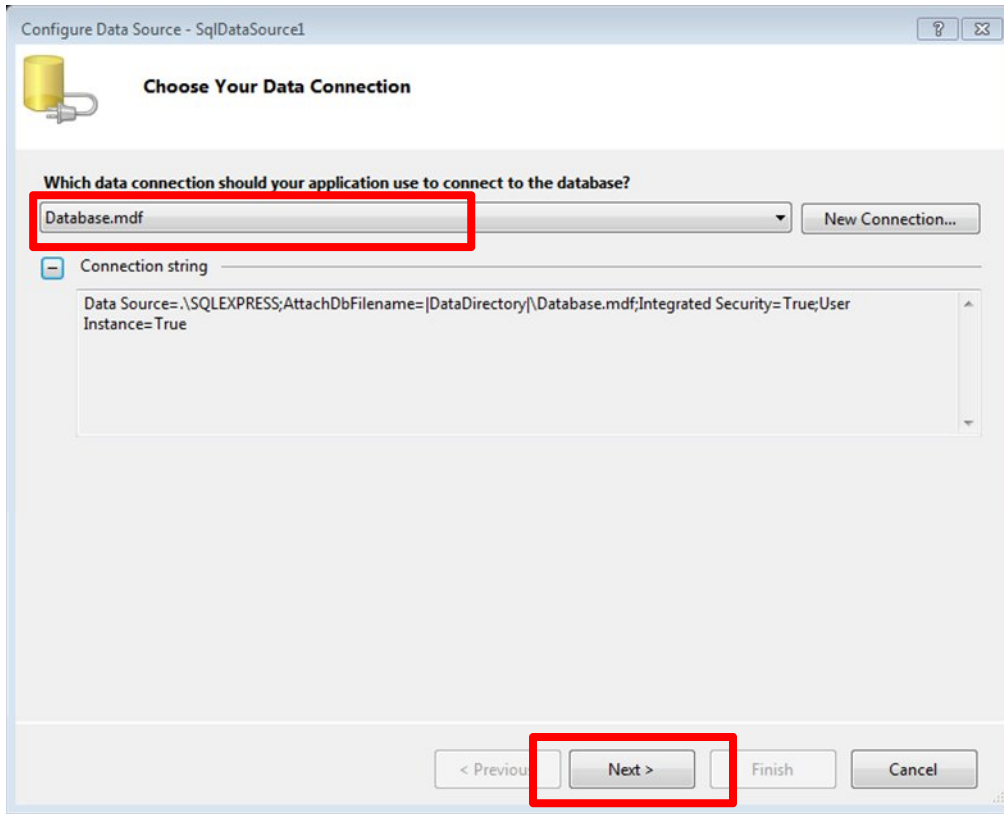 Configure Data Source - SqlDataSource1
Choose Your Data Connection
Which data connection should your application use to connect to the database?
Database.mdf
New Connection...
Connection string
Data Source=.\SQLEXPRESS;AttachDbFilename=|DataDirectory|\Database.mdf;Integrated Security=True;User
Instance=True
< Previou
Next >
Finish
Cancel